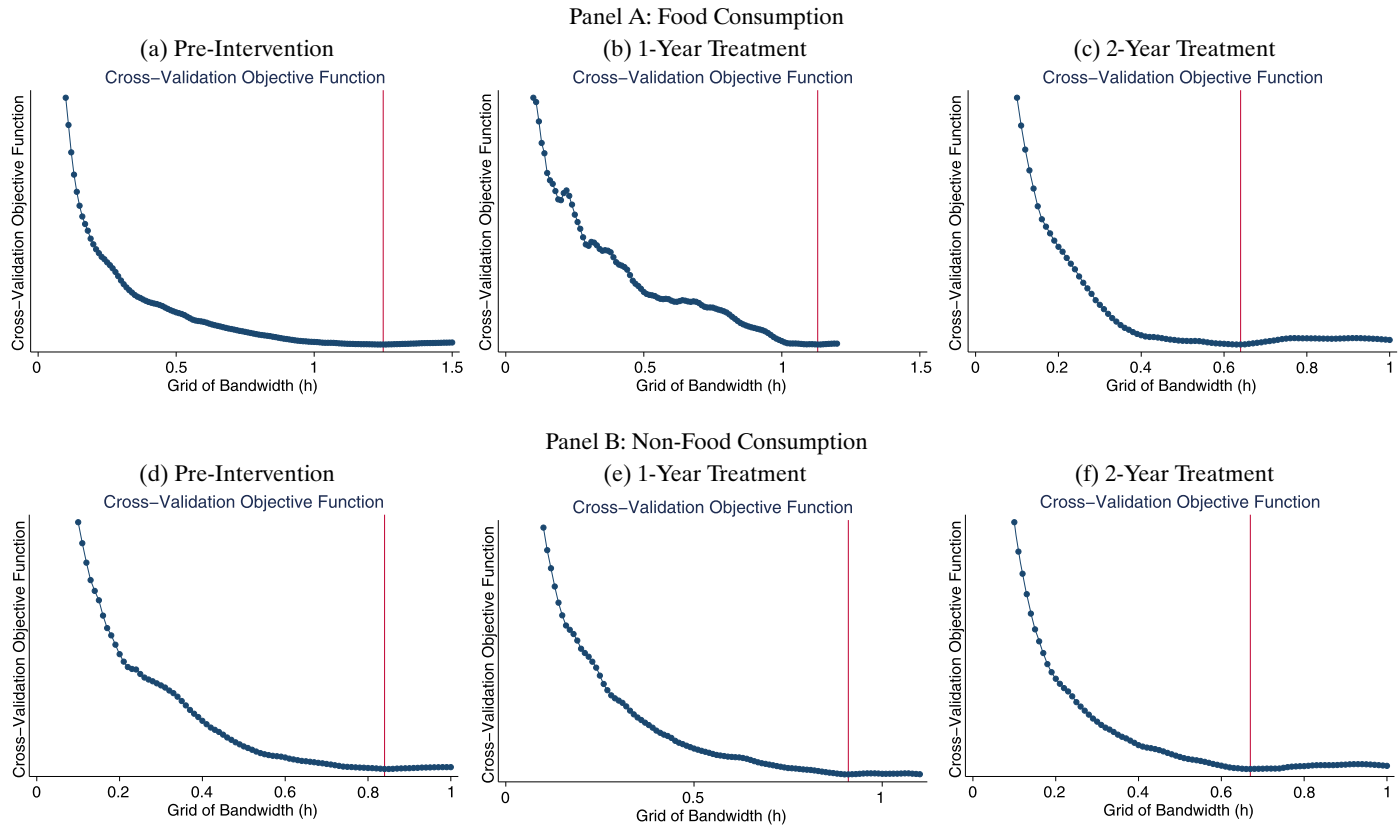 Panel A: Food Consumption
(a) Pre-Intervention
Cross−Validation Objective Function
Cross−Validation Objective Function
0 0.5 1 1.5
Grid of Bandwidth (h)
(b) 1-Year Treatment
Cross−Validation Objective Function
Cross−Validation Objective Function
0 0.5 1 1.5
Grid of Bandwidth (h)
(c) 2-Year Treatment
Cross−Validation Objective Function
Cross−Validation Objective Function
0 0.2 0.4 0.6 0.8 1
Grid of Bandwidth (h)
Panel B: Non-Food Consumption
(d) Pre-Intervention
Cross−Validation Objective Function
Cross−Validation Objective Function
0 0.2 0.4 0.6 0.8 1
Grid of Bandwidth (h)
(e) 1-Year Treatment
Cross−Validation Objective Function
Cross−Validation Objective Function
0 0.5 1
Grid of Bandwidth (h)
(f) 2-Year Treatment
Cross−Validation Objective Function
Cross−Validation Objective Function
0 0.2 0.4 0.6 0.8 1
Grid of Bandwidth (h)